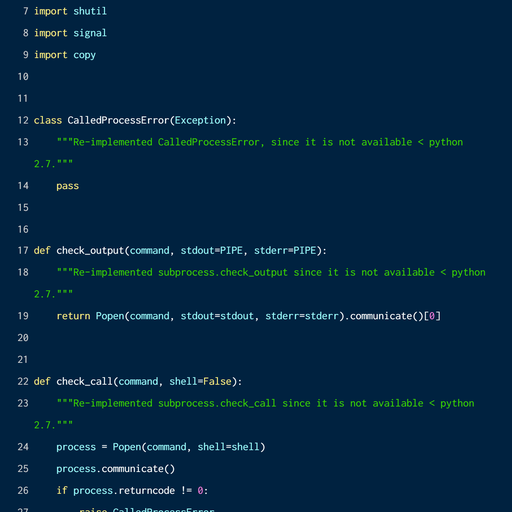 7 import shutil
8 import signal
9 import copy
10
11
12 class CalledProcessError(Exception):
13     """Re-implemented CalledProcessError, since it is not available < python
2.7."""
14     pass
15
16
17 def check_output(command, stdout=PIPE, stderr=PIPE):
18     """Re-implemented subprocess.check_output since it is not available < python
2.7."""
19     return Popen(command, stdout=stdout, stderr=stderr).communicate()[0]
20
21
22 def check_call(command, shell=False):
23     """Re-implemented subprocess.check_call since it is not available < python
2.7."""
24     process = Popen(command, shell=shell)
25     process.communicate()
26     if process.returncode != 0:
27         raise CalledProcessError